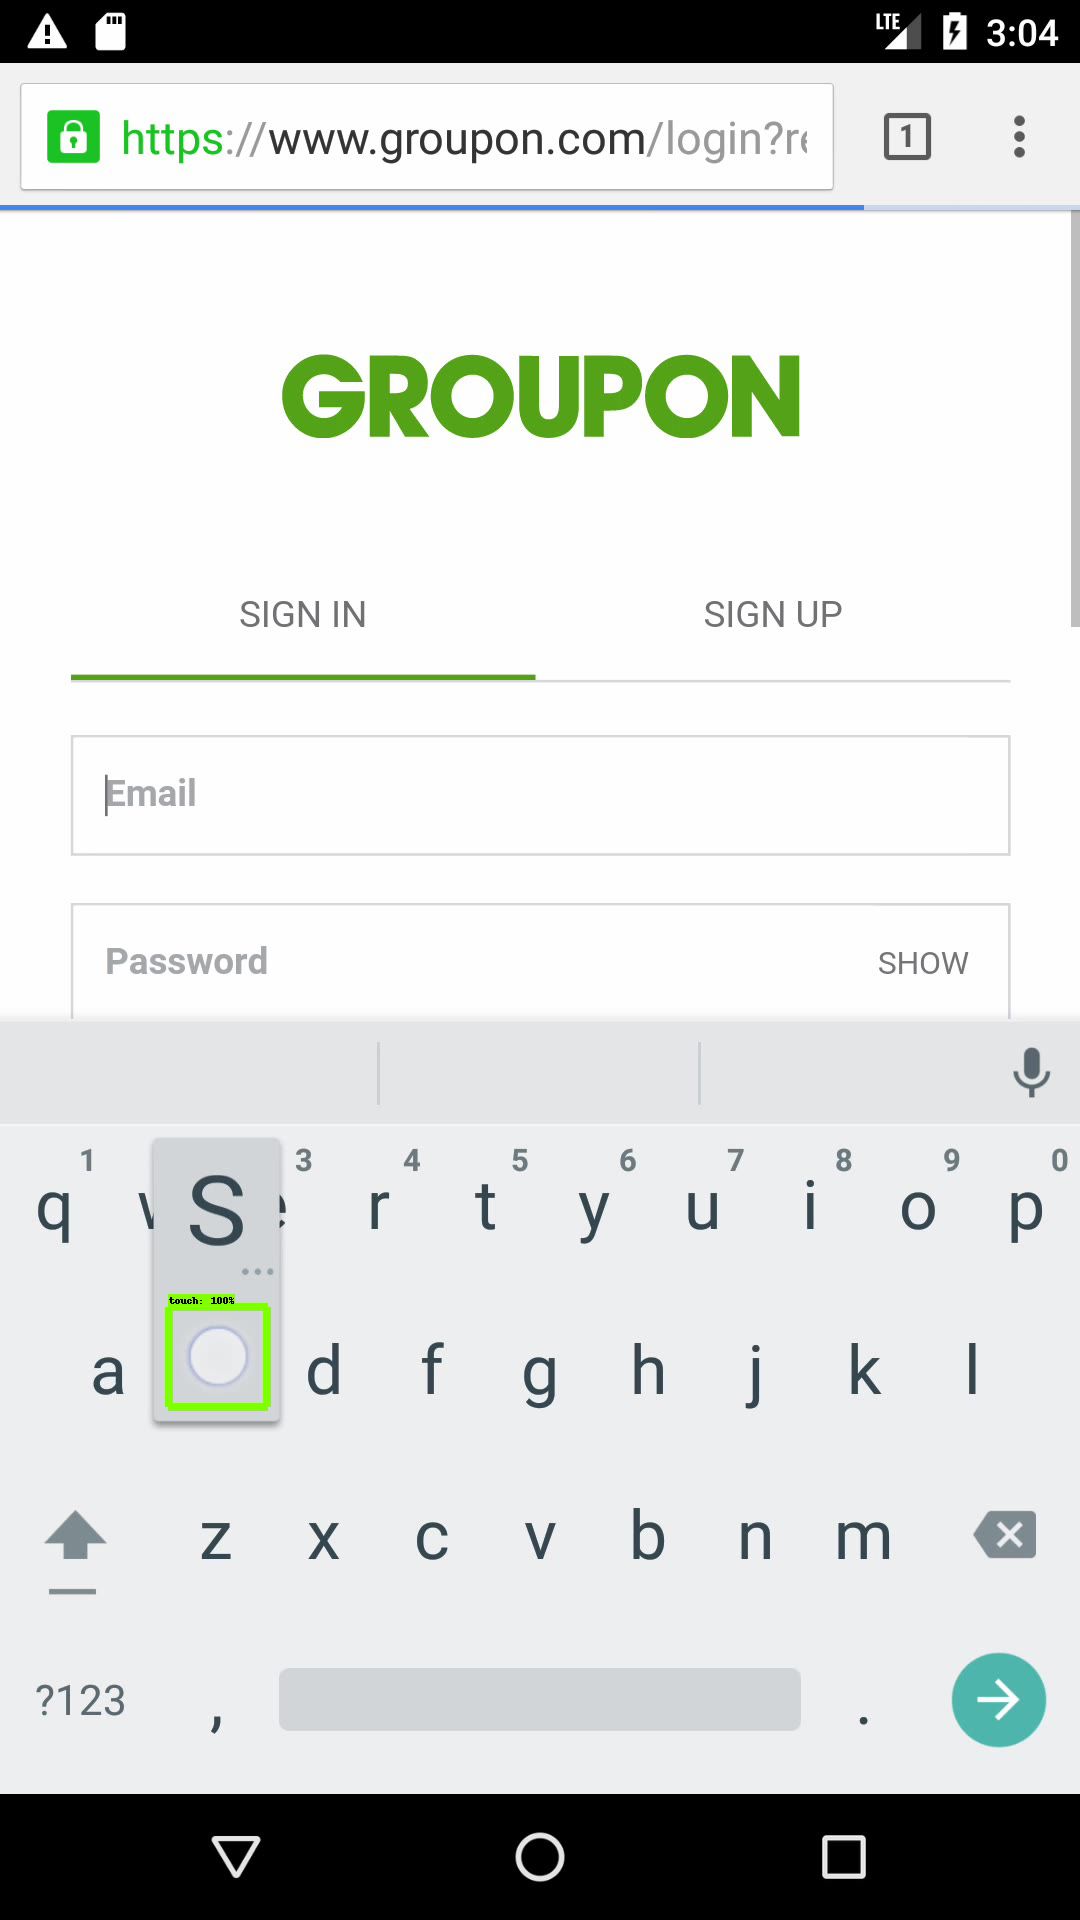 LTE 3:04
https://www.groupon.com/login?re
1
GROUPON
SIGN IN SIGN UP
Email
Password SHOW
1 3 4 5 6 7 8 9 0
q w S e r t y u i o p
touch: 100%
a d f g h j k l
z x c v b n m
?123 , .